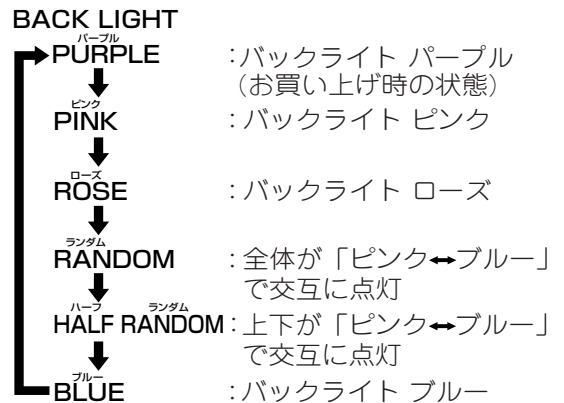 BACK LIGHT
パープル
PURPLE :バックライト パープル
(お買い上げ時の状態)
ピンク
PINK :バックライト ピンク
ローズ
ROSE :バックライト ローズ
ランダム
RANDOM :全体が「ピンク↔ブルー」
で交互に点灯
ハーフ ランダム
HALF RANDOM:上下が「ピンク↔ブルー」
で交互に点灯
ブルー
BLUE :バックライト ブルー